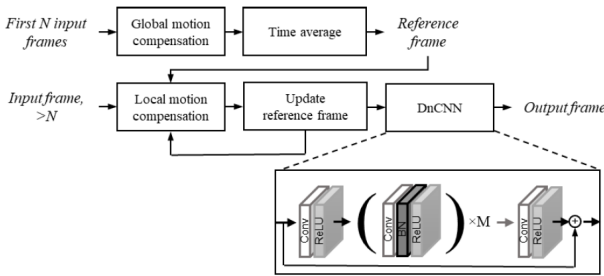 First N input
frames
Global motion
compensation
Time average
Reference
frame
Input frame,
>N
Local motion
compensation
Update
reference frame
DnCNN
Output frame
Conv
ReLU
(
Conv
BN
ReLU
)
×M
Conv
ReLU
+